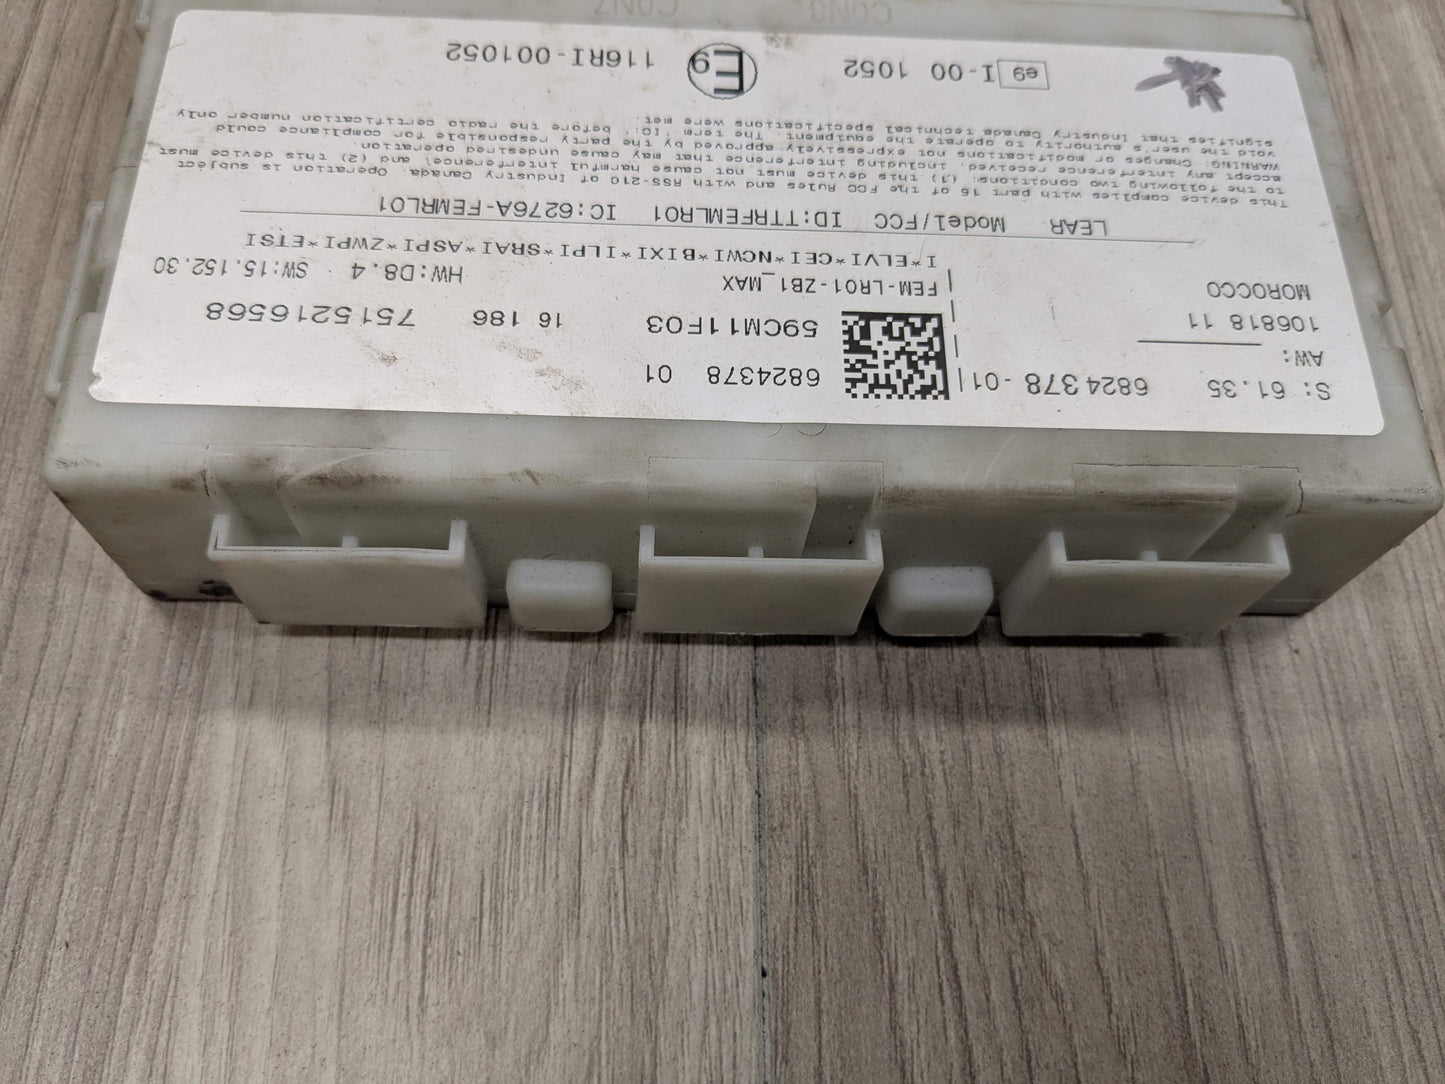 S: 61.35 6824378-01
AW:
106818 11
MOROCCO
6824378 01
59CM11F03 16 186 7515216568
FEM-LR01-ZB1_MAX HW:D8.4 SW:15.152.30
I*ELVI*CEI*NCWI*BIXI*ILPI*SRAI*ASPI*ZWPI*ETSI
LEAR Model/FCC ID:TTRFEMLR01 IC:6276A-FEMRL01
This device complies with part 15 of the FCC Rules and with RSS-210 of Industry Canada. Operation is subject
to the following two conditions: (1) this device must not cause harmful interference, and (2) this device must
accept any interference received, including interference that may cause undesired operation.
WARNING: Changes or modifications not expressively approved by the party responsible for compliance could
void the user's authority to operate the equipment. The term 'IC:' before the radio certification number only
signifies that Industry Canada technical specifications were met.
e9 I-00 1052 E9 116RI-001052
CON7 CON8